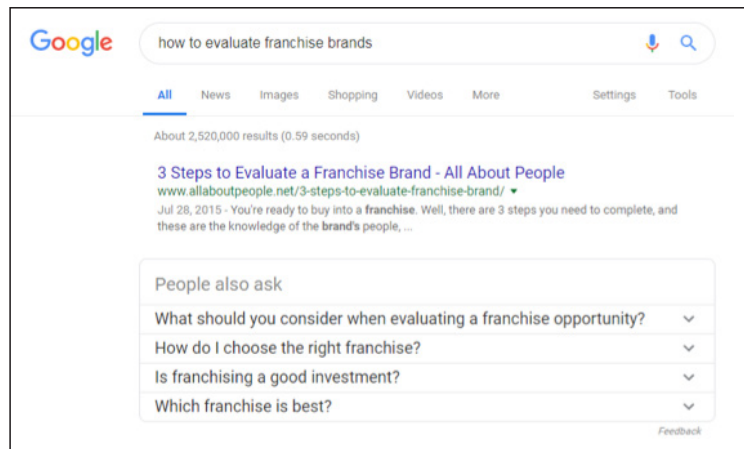 Google
how to evaluate franchise brands
All News Images Shopping Videos More Settings Tools
About 2,520,000 results (0.59 seconds)
3 Steps to Evaluate a Franchise Brand - All About People
www.allaboutpeople.net/3-steps-to-evaluate-franchise-brand/
Jul 28, 2015 - You're ready to buy into a franchise. Well, there are 3 steps you need to complete, and
these are the knowledge of the brand's people, ...
People also ask
What should you consider when evaluating a franchise opportunity?
How do I choose the right franchise?
Is franchising a good investment?
Which franchise is best?
Feedback